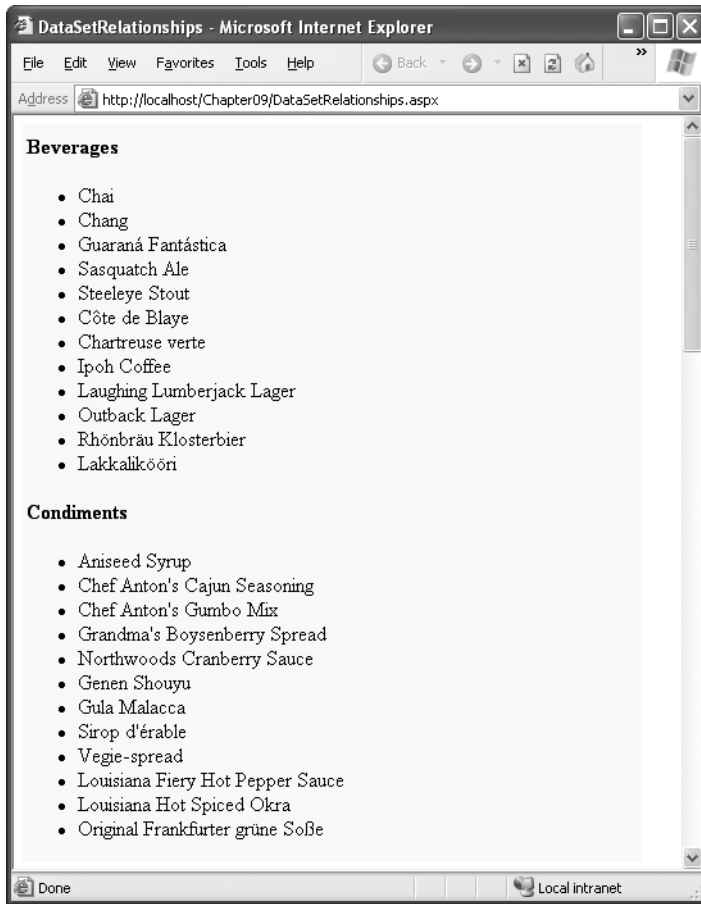 DataSetRelationships - Microsoft Internet Explorer
File Edit View Favorites Tools Help Back »
Address http://localhost/Chapter09/DataSetRelationships.aspx
Beverages
• Chai
• Chang
• Guaraná Fantástica
• Sasquatch Ale
• Steeleye Stout
• Côte de Blaye
• Chartreuse verte
• Ipoh Coffee
• Laughing Lumberjack Lager
• Outback Lager
• Rhönbräu Klosterbier
• Lakkalikööri
Condiments
• Aniseed Syrup
• Chef Anton's Cajun Seasoning
• Chef Anton's Gumbo Mix
• Grandma's Boysenberry Spread
• Northwoods Cranberry Sauce
• Genen Shouyu
• Gula Malacca
• Sirop d'érable
• Vegie-spread
• Louisiana Fiery Hot Pepper Sauce
• Louisiana Hot Spiced Okra
• Original Frankfurter grüne Soße
Done Local intranet